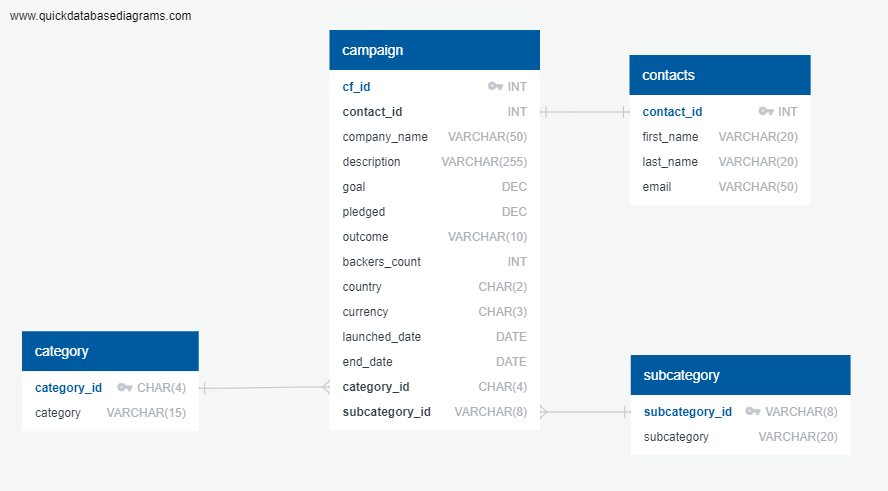 www.quickdatabasediagrams.com
campaign
cf_id INT
contact_id INT
company_name VARCHAR(50)
description VARCHAR(255)
goal DEC
pledged DEC
outcome VARCHAR(10)
backers_count INT
country CHAR(2)
currency CHAR(3)
launched_date DATE
end_date DATE
category_id CHAR(4)
subcategory_id VARCHAR(8)
contacts
contact_id INT
first_name VARCHAR(20)
last_name VARCHAR(20)
email VARCHAR(50)
category
category_id CHAR(4)
category VARCHAR(15)
subcategory
subcategory_id VARCHAR(8)
subcategory VARCHAR(20)